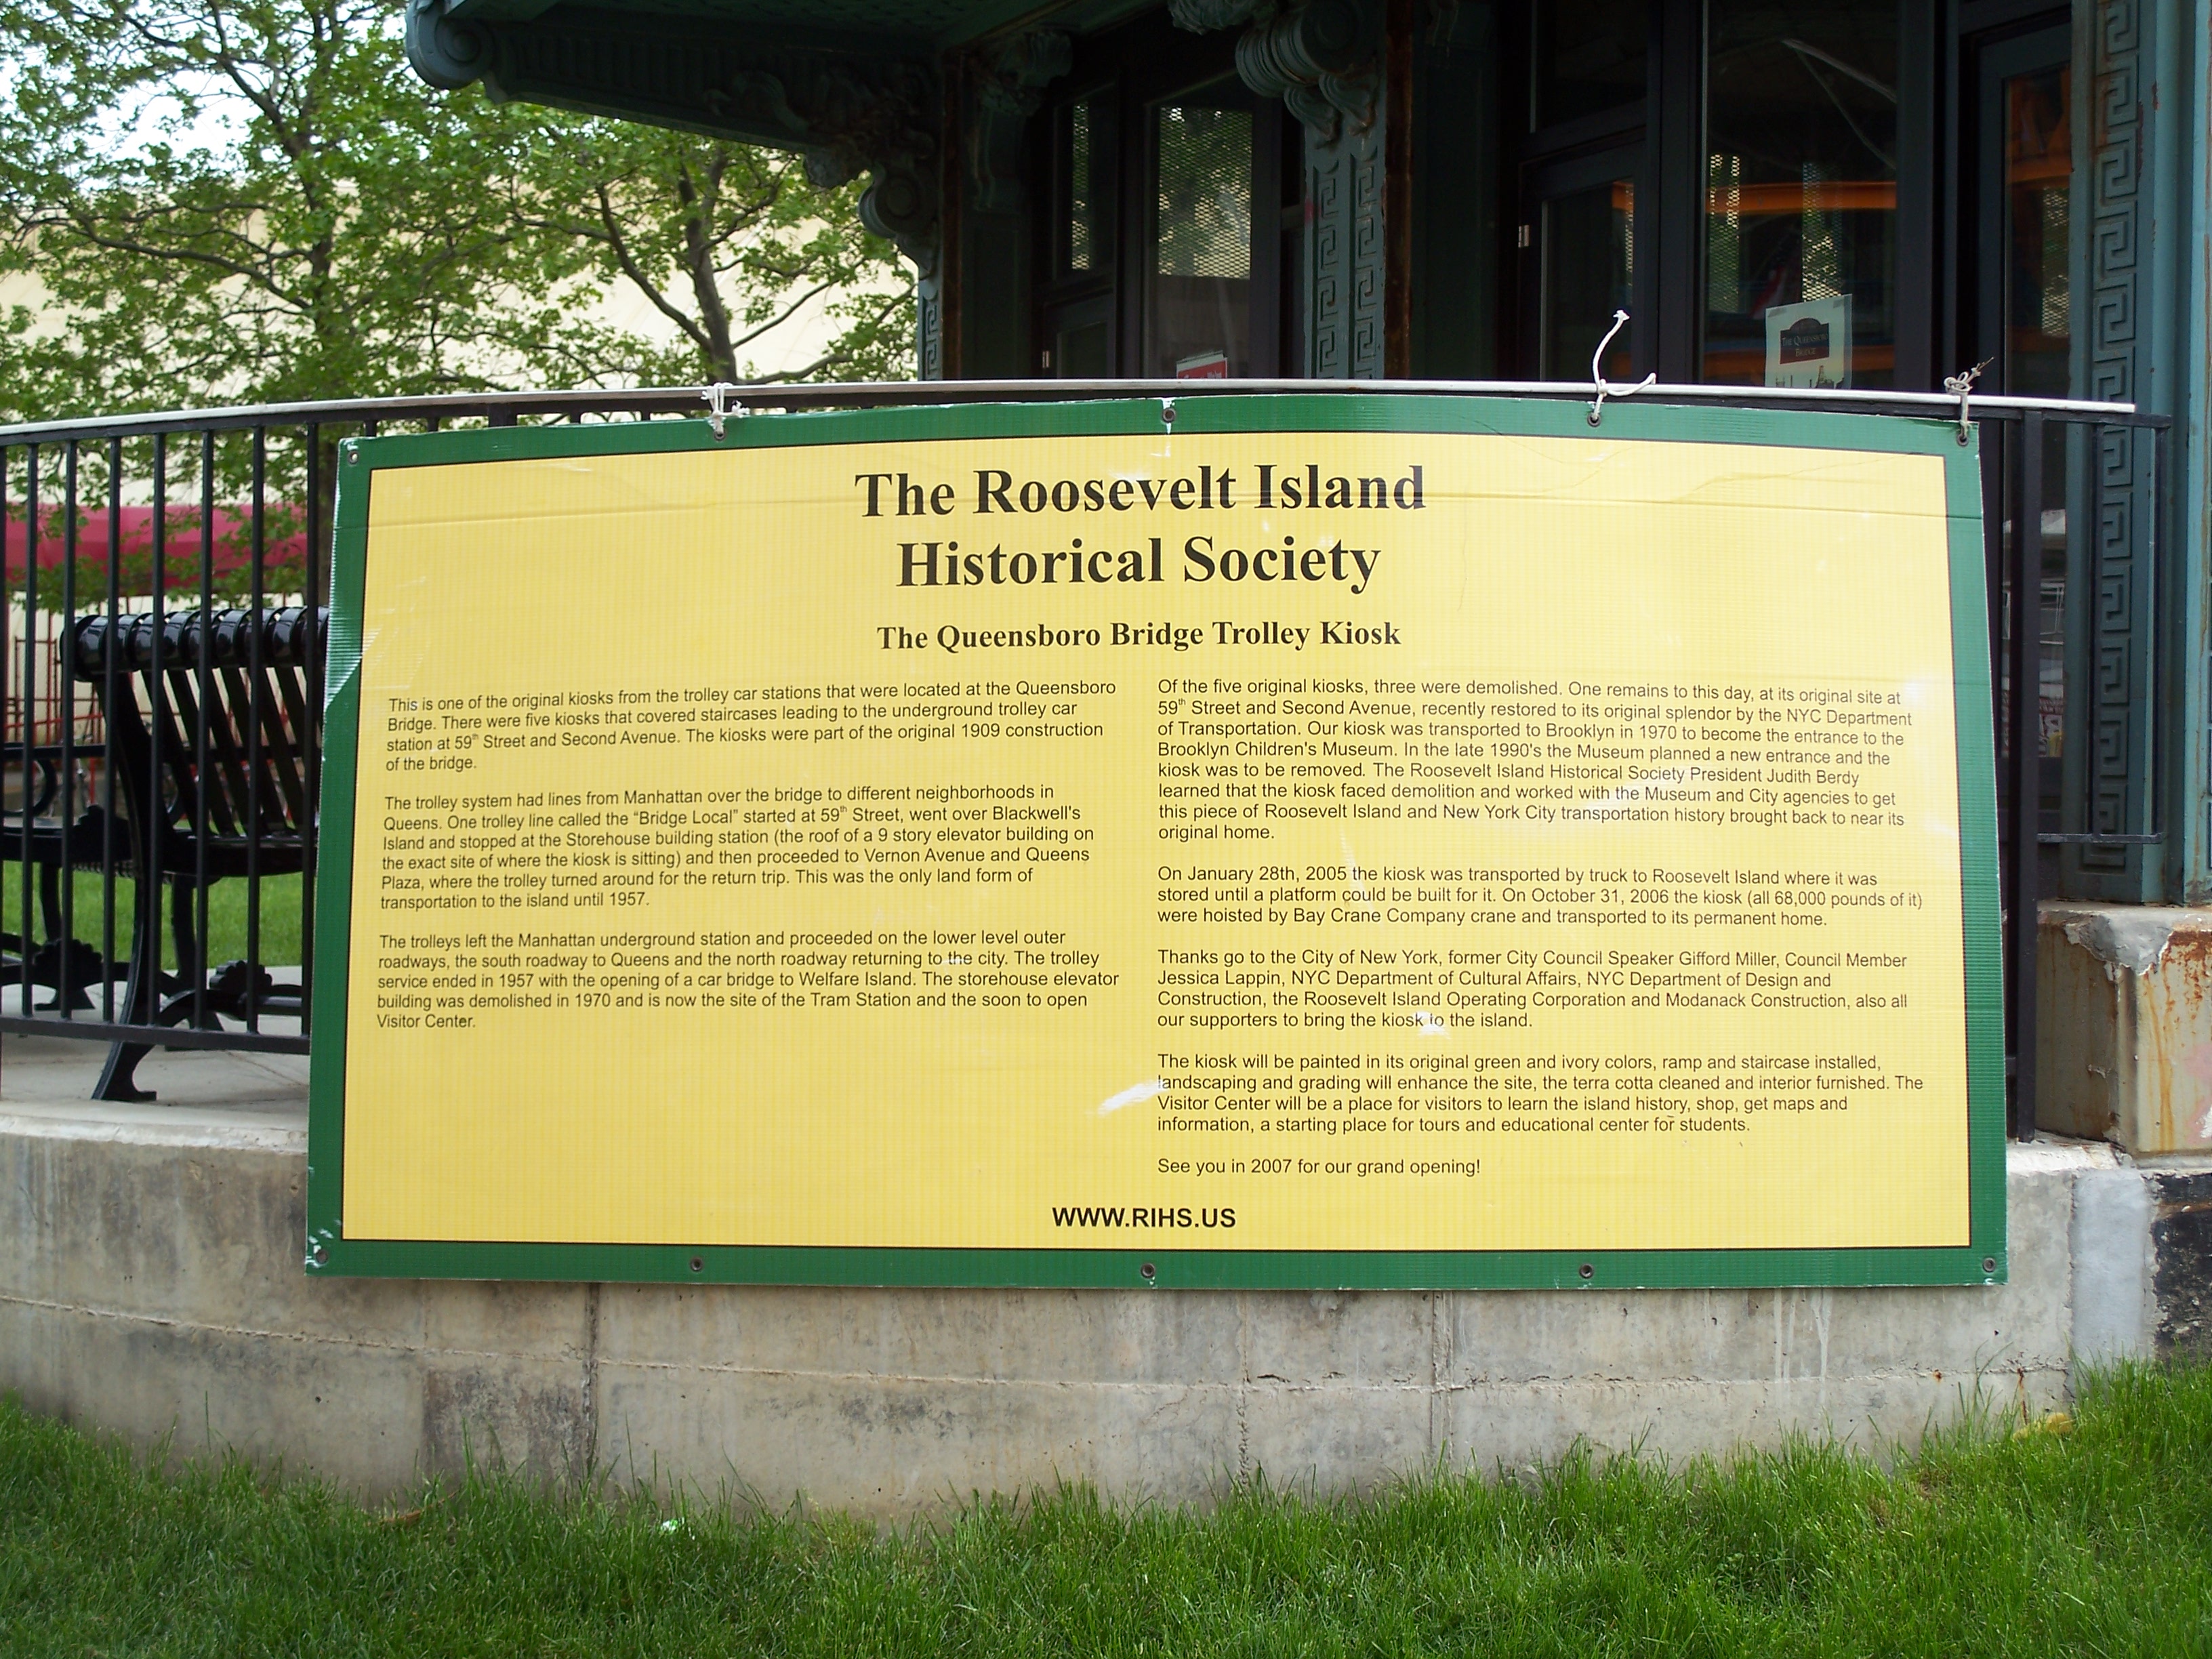 The Roosevelt Island
Historical Society
The Queensboro Bridge Trolley Kiosk
This is one of the original kiosks from the trolley car stations that were located at the Queensboro
Bridge. There were five kiosks that covered staircases leading to the underground trolley car
station at 59th Street and Second Avenue. The kiosks were part of the original 1909 construction
of the bridge.
The trolley system had lines from Manhattan over the bridge to different neighborhoods in
Queens. One trolley line called the “Bridge Local” started at 59th Street, went over Blackwell's
Island and stopped at the Storehouse building station (the roof of a 9 story elevator building on
the exact site of where the kiosk is sitting) and then proceeded to Vernon Avenue and Queens
Plaza, where the trolley turned around for the return trip. This was the only land form of
transportation to the island until 1957.
The trolleys left the Manhattan underground station and proceeded on the lower level outer
roadways, the south roadway to Queens and the north roadway returning to the city. The trolley
service ended in 1957 with the opening of a car bridge to Welfare Island. The storehouse elevator
building was demolished in 1970 and is now the site of the Tram Station and the soon to open
Visitor Center.
Of the five original kiosks, three were demolished. One remains to this day, at its original site at
59th Street and Second Avenue, recently restored to its original splendor by the NYC Department
of Transportation. Our kiosk was transported to Brooklyn in 1970 to become the entrance to the
Brooklyn Children's Museum. In the late 1990's the Museum planned a new entrance and the
kiosk was to be removed. The Roosevelt Island Historical Society President Judith Berdy
learned that the kiosk faced demolition and worked with the Museum and City agencies to get
this piece of Roosevelt Island and New York City transportation history brought back to near its
original home.
On January 28th, 2005 the kiosk was transported by truck to Roosevelt Island where it was
stored until a platform could be built for it. On October 31, 2006 the kiosk (all 68,000 pounds of it)
were hoisted by Bay Crane Company crane and transported to its permanent home.
Thanks go to the City of New York, former City Council Speaker Gifford Miller, Council Member
Jessica Lappin, NYC Department of Cultural Affairs, NYC Department of Design and
Construction, the Roosevelt Island Operating Corporation and Modanack Construction, also all
our supporters to bring the kiosk to the island.
The kiosk will be painted in its original green and ivory colors, ramp and staircase installed,
landscaping and grading will enhance the site, the terra cotta cleaned and interior furnished. The
Visitor Center will be a place for visitors to learn the island history, shop, get maps and
information, a starting place for tours and educational center for students.
See you in 2007 for our grand opening!
WWW.RIHS.US
THE QUEENSBORO
BRIDGE